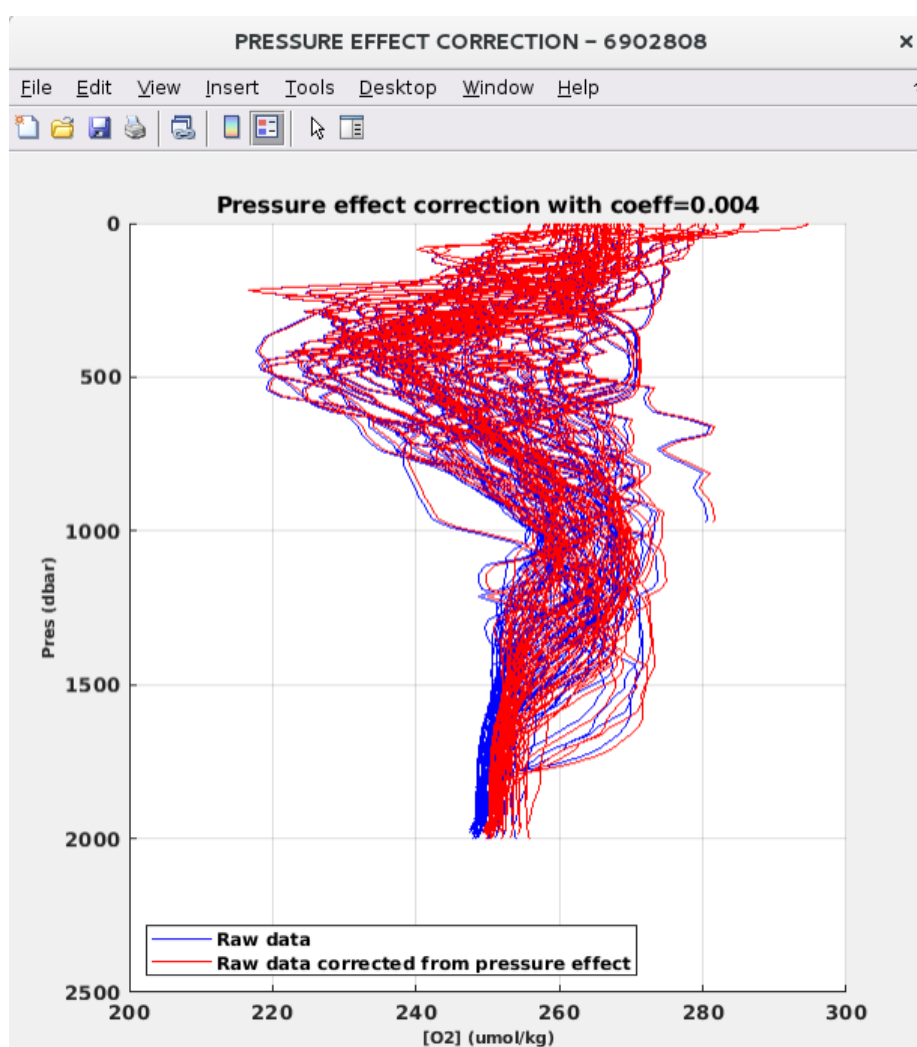 PRESSURE EFFECT CORRECTION – 6902808
×
File Edit View Insert Tools Desktop Window Help
Pressure effect correction with coeff=0.004
0
500
1000
1500
2000
2500
Pres (dbar)
Raw data
Raw data corrected from pressure effect
200 220 240 260 280 300
[O2] (umol/kg)